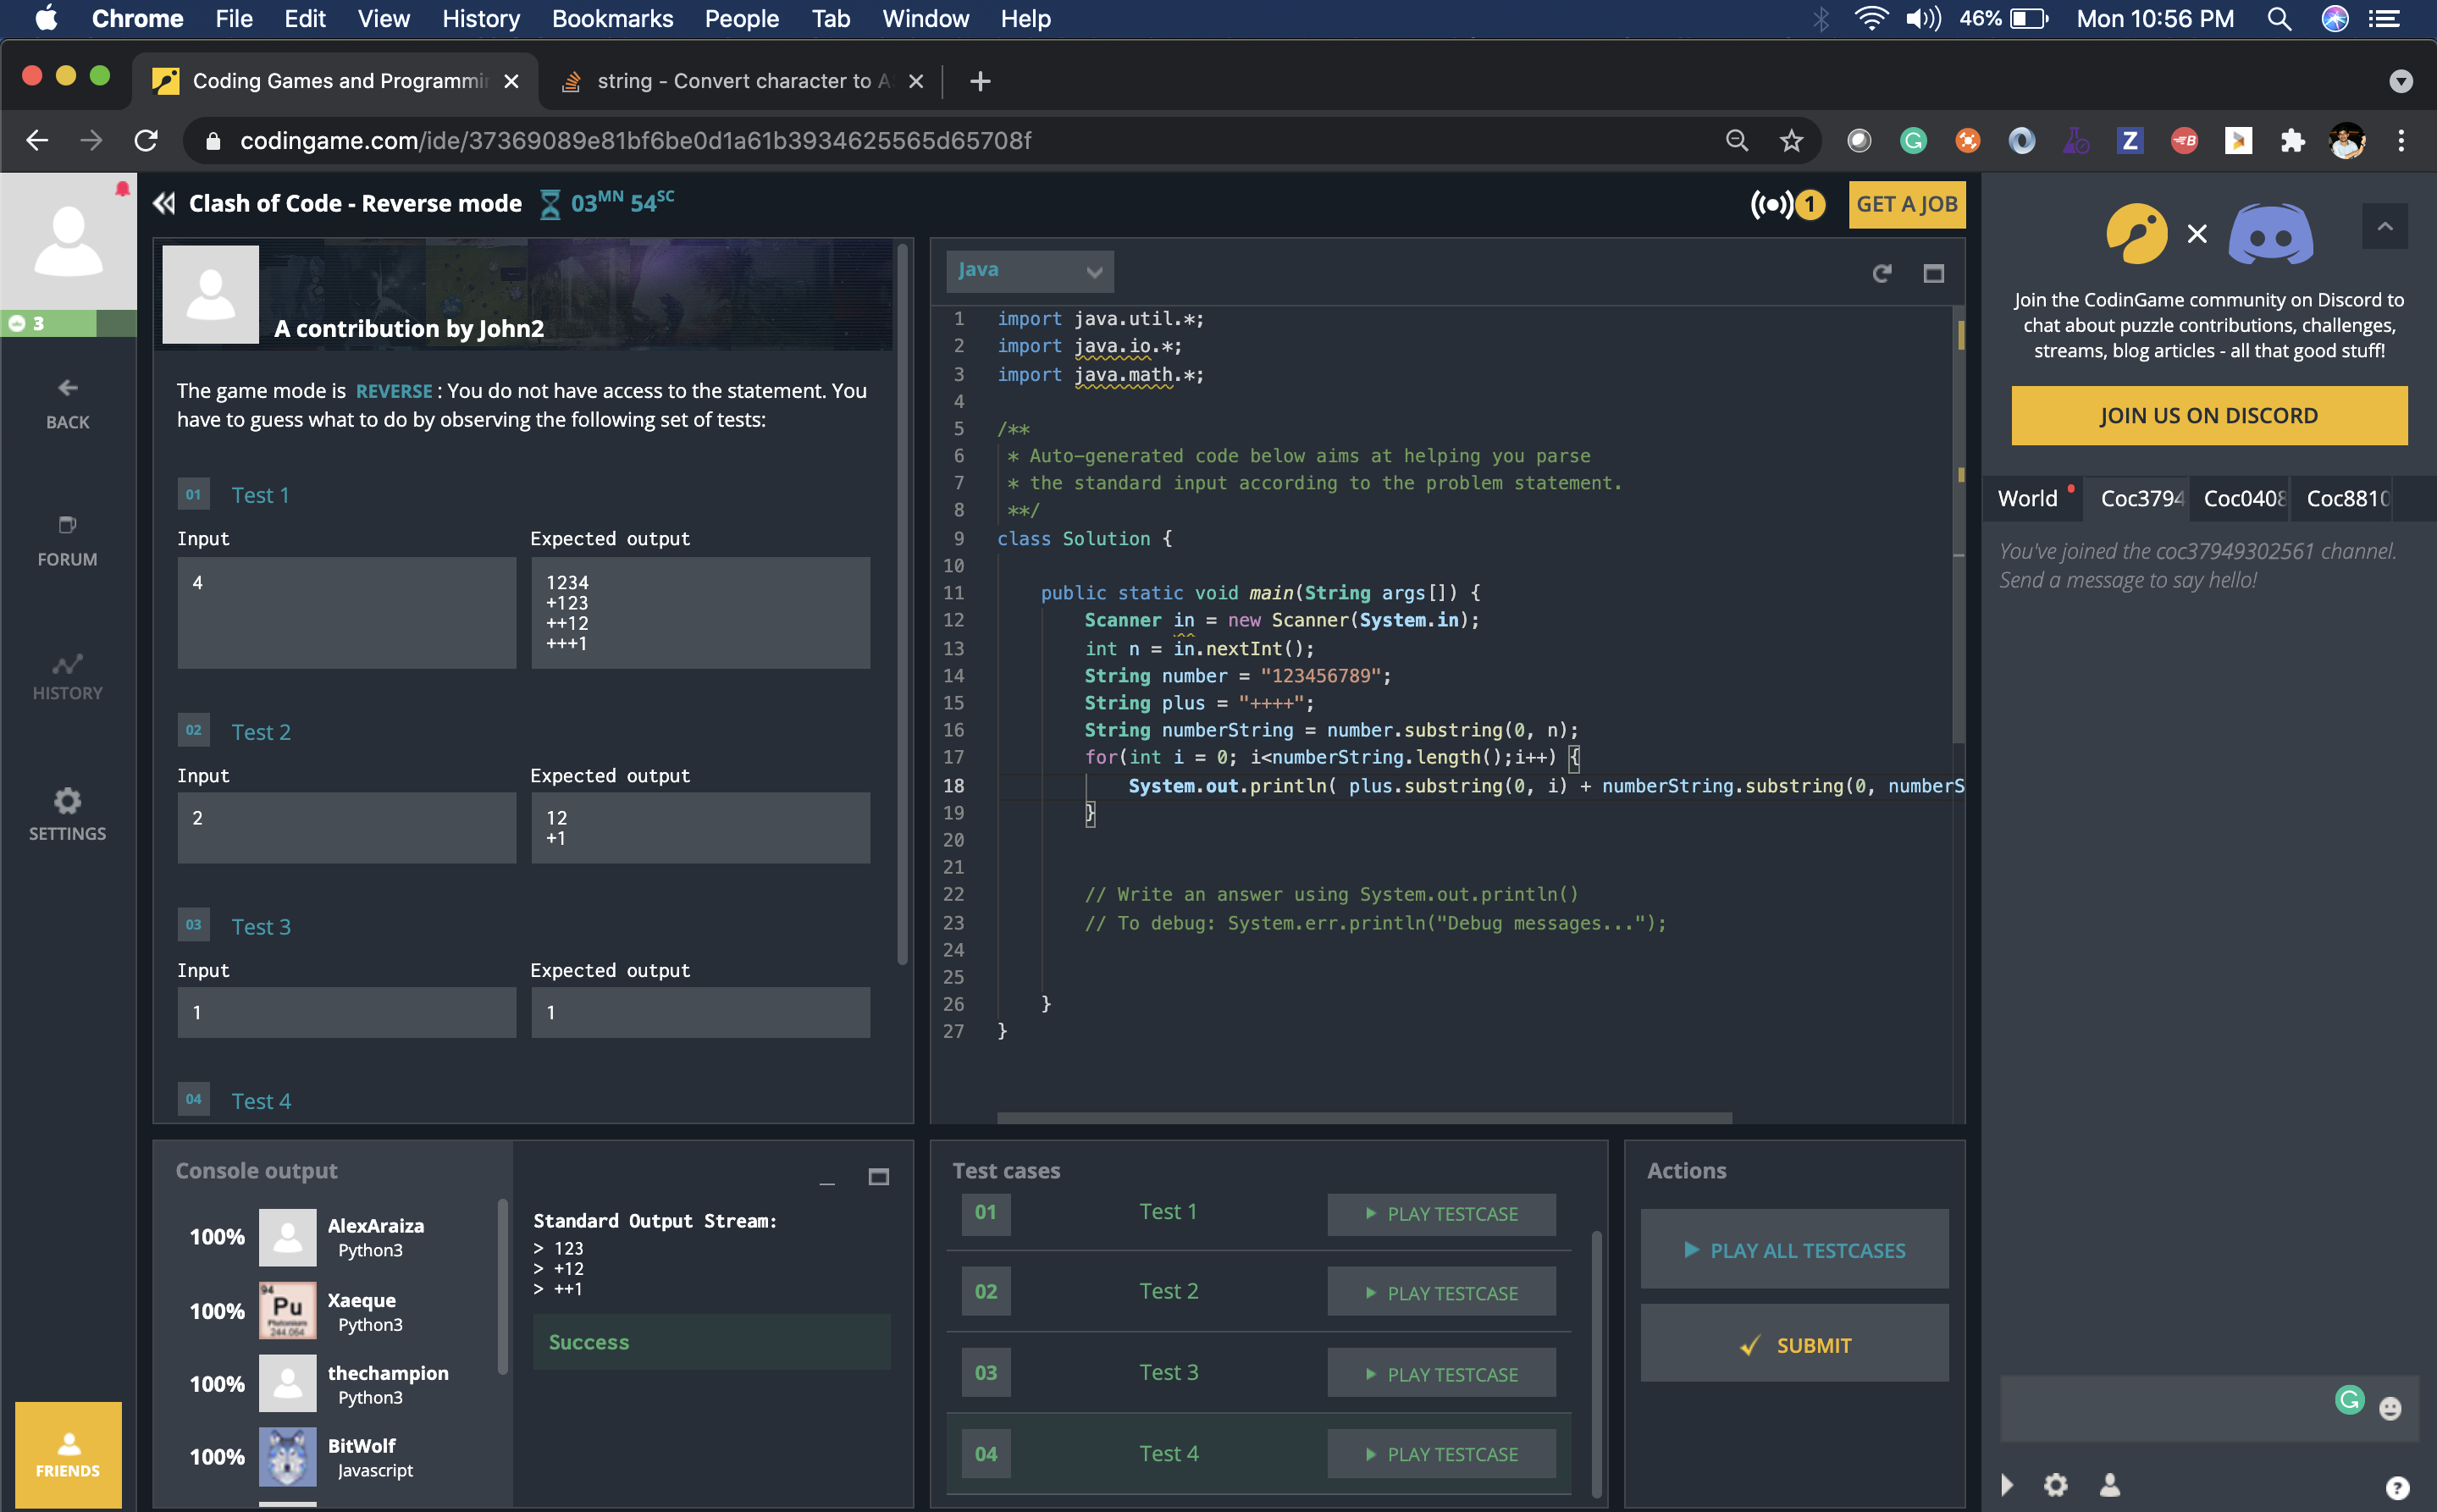 Chrome File Edit View History Bookmarks People Tab Window Help 46% Mon 10:56 PM
Coding Games and Programmi
string - Convert character to A
codingame.com/ide/37369089e81bf6be0d1a61b3934625565d65708f
Clash of Code - Reverse mode 03MN 54SC
1
GET A JOB
3
BACK
FORUM
HISTORY
SETTINGS
FRIENDS
A contribution by John2
The game mode is REVERSE: You do not have access to the statement. You
have to guess what to do by observing the following set of tests:
01 Test 1
Input Expected output
4
1234
+123
++12
+++1
02 Test 2
Input Expected output
2
12
+1
03 Test 3
Input Expected output
1
1
04 Test 4
Java
1 import java.util.*;
2 import java.io.*;
3 import java.math.*;
4
5 /**
6 * Auto-generated code below aims at helping you parse
7 * the standard input according to the problem statement.
8 **/
9 class Solution {
10
11 public static void main(String args[]) {
12 Scanner in = new Scanner(System.in);
13 int n = in.nextInt();
14 String number = "123456789";
15 String plus = "++++";
16 String numberString = number.substring(0, n);
17 for(int i = 0; i<numberString.length();i++) {
18 System.out.println( plus.substring(0, i) + numberString.substring(0, numberS
19 }
20
21
22 // Write an answer using System.out.println()
23 // To debug: System.err.println("Debug messages...");
24
25
26 }
27 }
Console output
100% AlexAraiza
Python3
100% Xaeque
Python3
94
Pu
Plutonium
244.064
100% thechampion
Python3
100% BitWolf
Javascript
Standard Output Stream:
> 123
> +12
> ++1
Success
Test cases
01 Test 1 PLAY TESTCASE
02 Test 2 PLAY TESTCASE
03 Test 3 PLAY TESTCASE
04 Test 4 PLAY TESTCASE
Actions
PLAY ALL TESTCASES
SUBMIT
Join the CodinGame community on Discord to
chat about puzzle contributions, challenges,
streams, blog articles - all that good stuff!
JOIN US ON DISCORD
World Coc3794 Coc0408 Coc8810
You've joined the coc37949302561 channel.
Send a message to say hello!